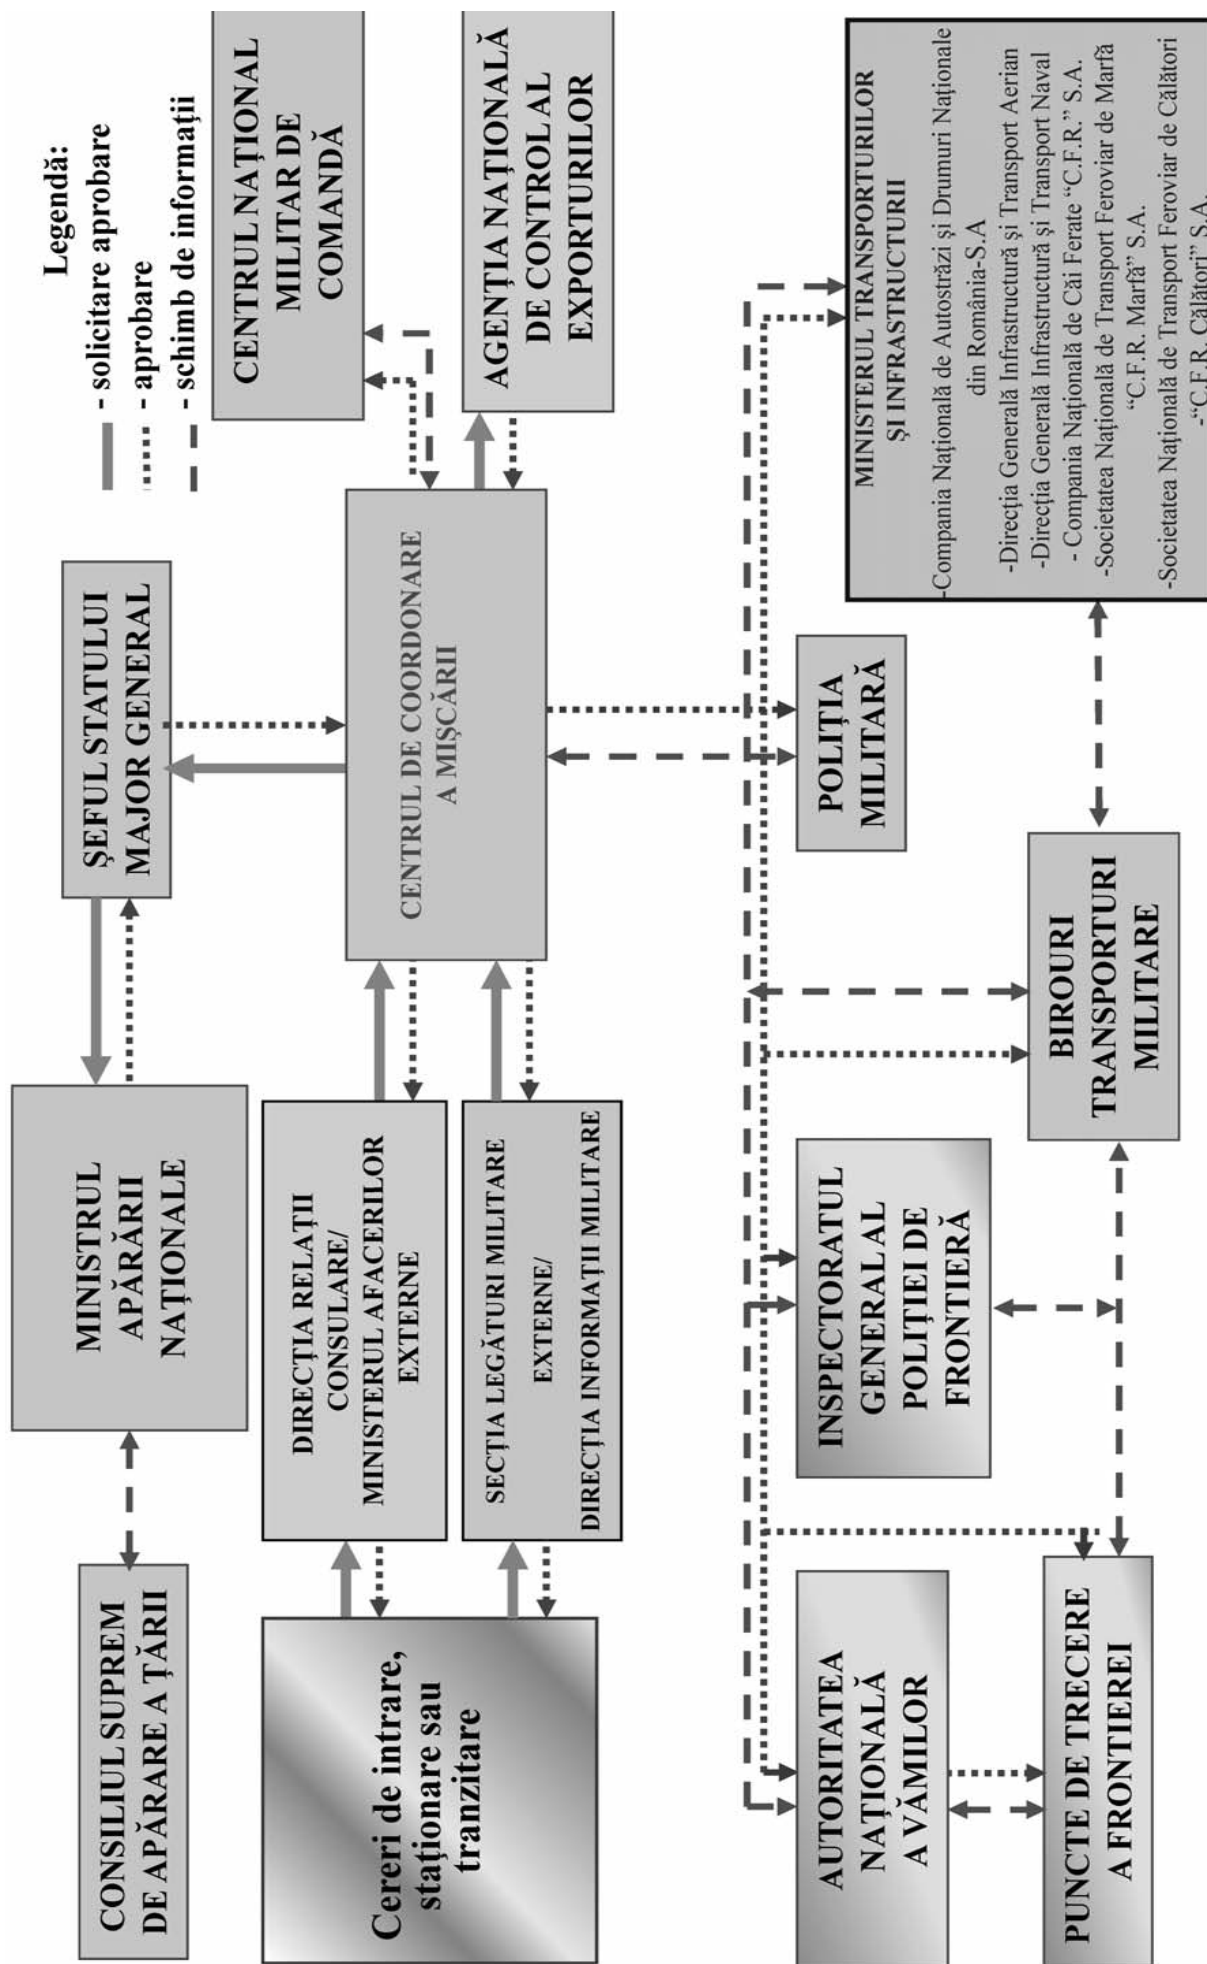 Legendă:
- solicitare aprobare
- aprobare
- schimb de informații
CONSILIUL SUPREM
DE APĂRARE A ȚĂRII
MINISTRUL
APĂRĂRII
NAȚIONALE
ȘEFUL STATULUI
MAJOR GENERAL
CENTRUL NAȚIONAL
MILITAR DE
COMANDĂ
Cereri de intrare,
staționare sau
tranzitare
DIRECȚIA RELAȚII
CONSULARE/
MINISTERUL AFACERILOR
EXTERNE
SECȚIA LEGĂTURI MILITARE
EXTERNE/
DIRECȚIA INFORMAȚII MILITARE
CENTRUL DE COORDONARE
A MIȘCĂRII
AGENȚIA NAȚIONALĂ
DE CONTROL AL
EXPORTURILOR
AUTORITATEA
NAȚIONALĂ
A VĂMILOR
INSPECTORATUL
GENERAL AL
POLIȚIEI DE
FRONTIERĂ
POLIȚIA
MILITARĂ
MINISTERUL TRANSPORTURILOR
ȘI INFRASTRUCTURII
-Compania Națională de Autostrăzi și Drumuri Naționale
din România-S.A
-Direcția Generală Infrastructură și Transport Aerian
-Direcția Generală Infrastructură și Transport Naval
- Compania Națională de Căi Ferate “C.F.R.” S.A.
-Societatea Națională de Transport Feroviar de Marfă
“C.F.R. Marfă” S.A.
-Societatea Național de Transport Feroviar de Călători
-“C.F.R. Călători” S.A.
PUNCTE DE TRECERE
A FRONTIEREI
BIROURI
TRANSPORTURI
MILITARE